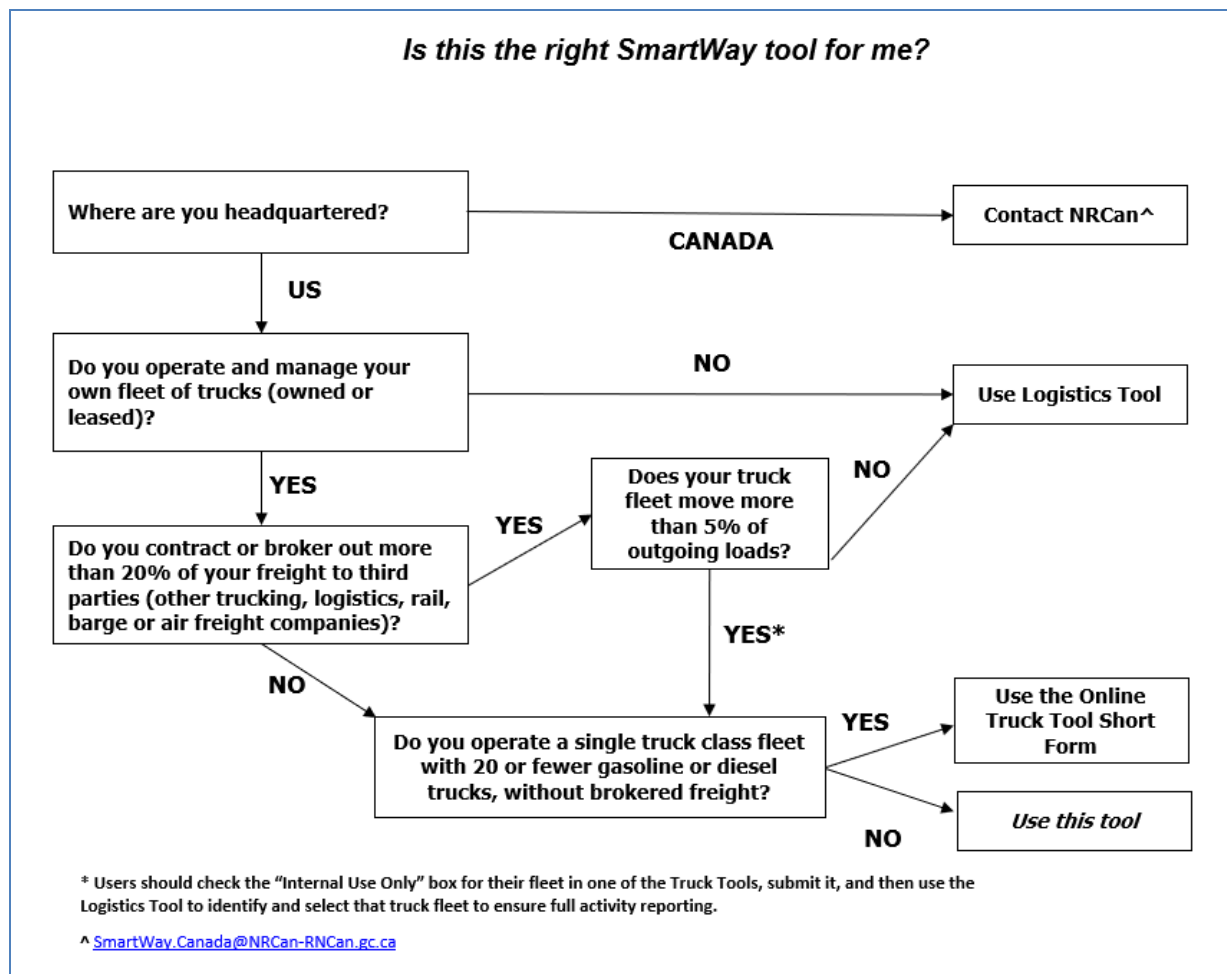 Is this the right SmartWay tool for me?
Where are you headquartered?
CANADA
Contact NRCan^
US
Do you operate and manage your
own fleet of trucks (owned or
leased)?
NO
Use Logistics Tool
YES
Does your truck
fleet move more
than 5% of
outgoing loads?
NO
YES
Do you contract or broker out more
than 20% of your freight to third
parties (other trucking, logistics, rail,
barge or air freight companies)?
YES*
NO
Do you operate a single truck class fleet
with 20 or fewer gasoline or diesel
trucks, without brokered freight?
YES
Use the Online
Truck Tool Short
Form
NO
Use this tool
* Users should check the “Internal Use Only” box for their fleet in one of the Truck Tools, submit it, and then use the
Logistics Tool to identify and select that truck fleet to ensure full activity reporting.
^ SmartWay.Canada@NRCan-RNCan.gc.ca